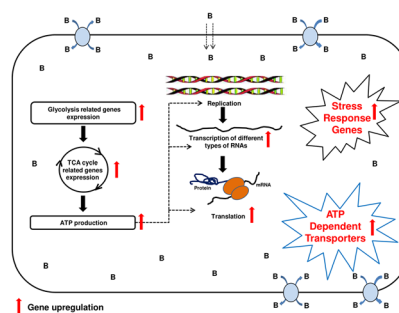 B
B B B B
B B B B
B B B B
B
B
Glycolysis related genes
expression
Replication
Stress
Response
Genes
Transcription of different
types of RNAs
TCA cycle
related genes
expression
B
B
Protein
mRNA
ATP production
Translation
ATP
Dependent
Transporters
B
B
B
B
B
B
B
B
B B B B
B B B B
Gene upregulation